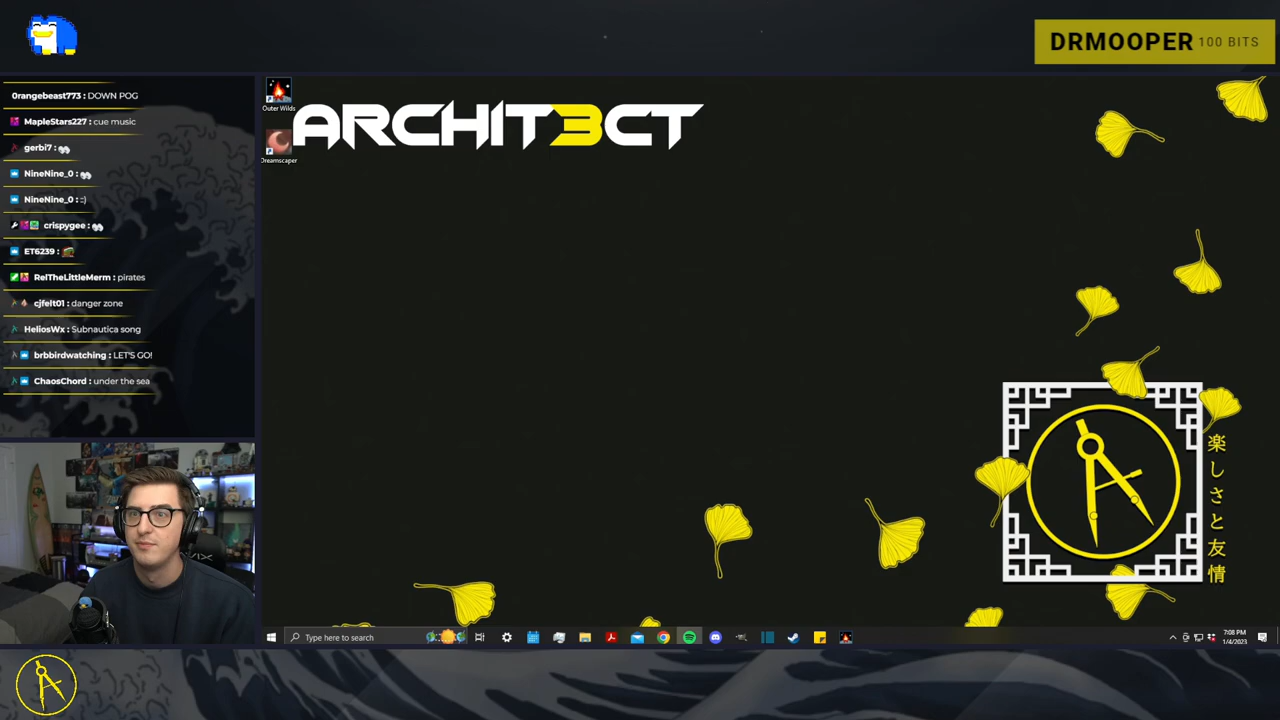 DRMOOPER 100 BITS
0rangebeast773 : DOWN POG
MapleStars227 : cue music
gerbi7 :
NineNine_0 :
NineNine_0 : :)
crispygee :
ET6239 :
RelTheLittleMerm : pirates
cjfelt01 : danger zone
HeliosWx : Subnautica song
brbbirdwatching : LET'S GO!
ChaosChord : under the sea
Outer Wilds
Dreamscaper
ARCHIT3CT
楽しさと友情
Type here to search
7:08 PM
1/4/2023